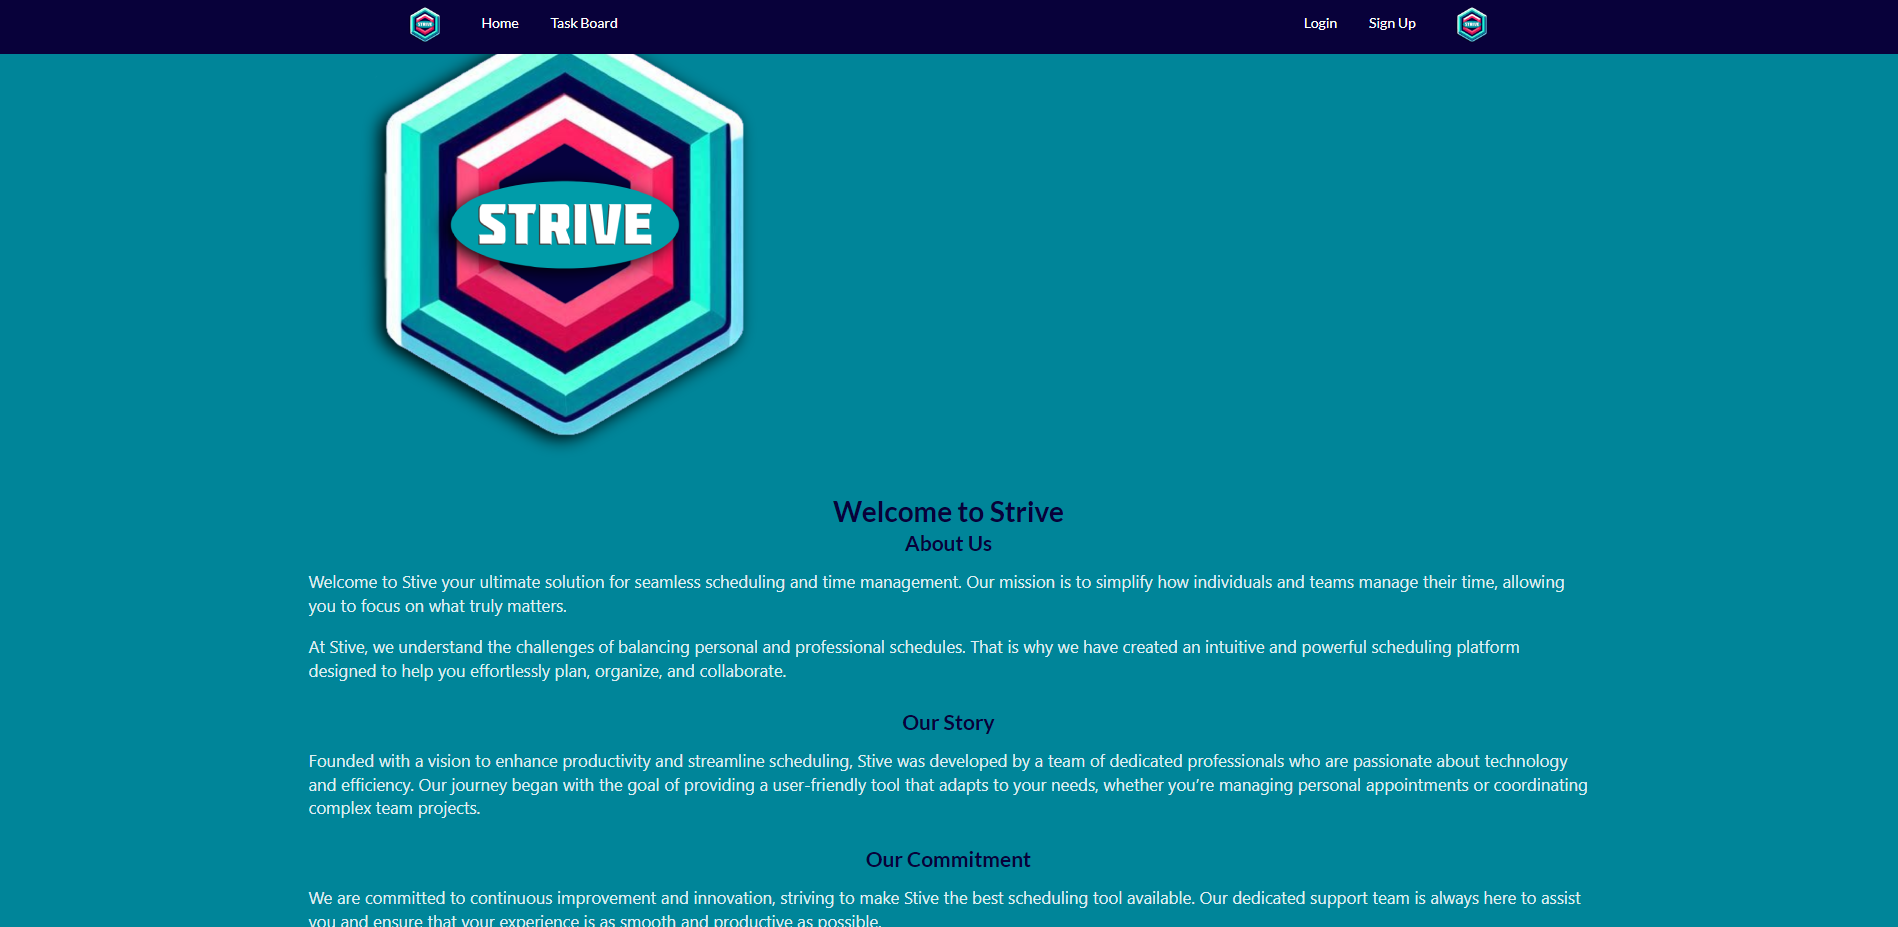 Home Task Board Login Sign Up
STRIVE
Welcome to Strive
About Us
Welcome to Stive your ultimate solution for seamless scheduling and time management. Our mission is to simplify how individuals and teams manage their time, allowing
you to focus on what truly matters.
At Stive, we understand the challenges of balancing personal and professional schedules. That is why we have created an intuitive and powerful scheduling platform
designed to help you effortlessly plan, organize, and collaborate.
Our Story
Founded with a vision to enhance productivity and streamline scheduling, Stive was developed by a team of dedicated professionals who are passionate about technology
and efficiency. Our journey began with the goal of providing a user-friendly tool that adapts to your needs, whether you’re managing personal appointments or coordinating
complex team projects.
Our Commitment
We are committed to continuous improvement and innovation, striving to make Stive the best scheduling tool available. Our dedicated support team is always here to assist
you and ensure that your experience is as smooth and productive as possible.